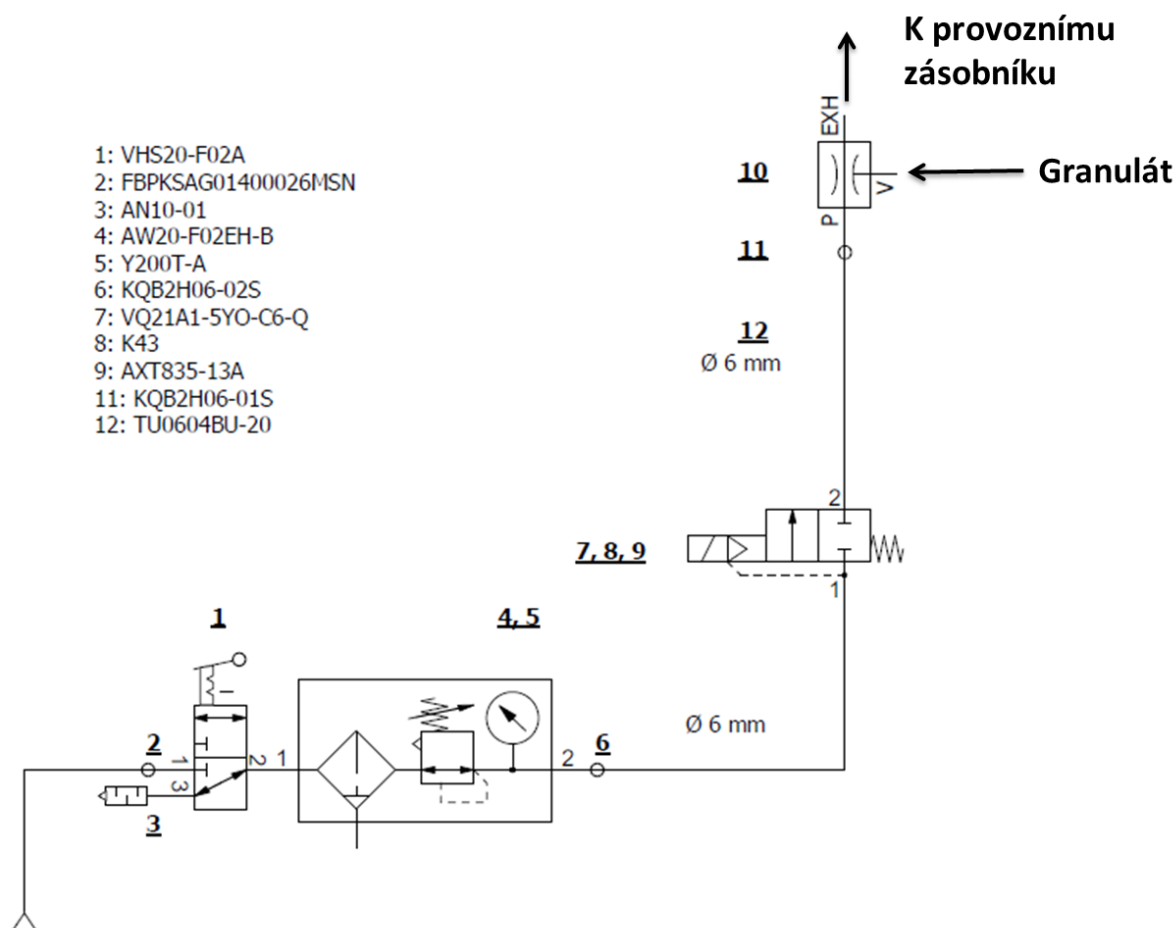 K provoznímu
zásobníku
EXH
1: VHS20-F02A
2: FBPKSAG01400026MSN
3: AN10-01
4: AW20-F02EH-B
5: Y200T-A
6: KQB2H06-02S
7: VQ21A1-5YO-C6-Q
8: K43
9: AXT835-13A
11: KQB2H06-01S
12: TU0604BU-20
10
Granulát
V
P
11
12
Ø 6 mm
2
7, 8, 9
1
1
4, 5
Ø 6 mm
2
1
2
1
2
6
3
3